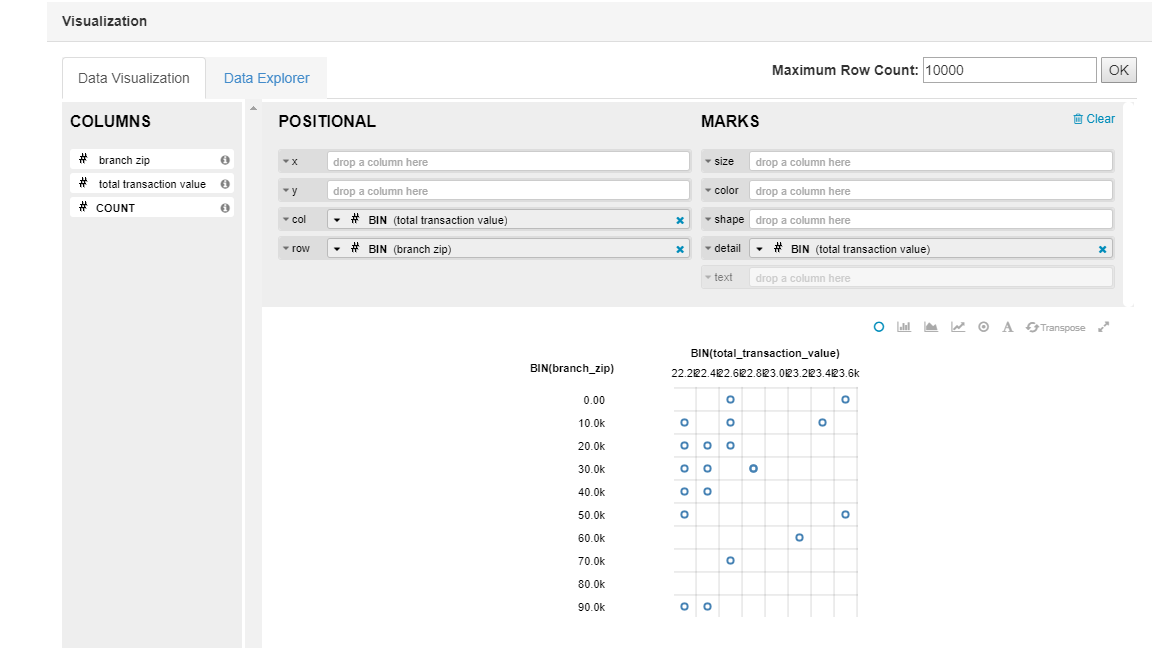 Visualization
Data Visualization
Data Explorer
Maximum Row Count: 10000 OK
COLUMNS
# branch zip
# total transaction value
# COUNT
POSITIONAL
x drop a column here
y drop a column here
col # BIN (total transaction value)
row # BIN (branch zip)
MARKS
Clear
size drop a column here
color drop a column here
shape drop a column here
detail # BIN (total transaction value)
text drop a column here
A Transpose
BIN(total_transaction_value)
BIN(branch_zip)
22.2k 22.4k 22.6k 22.8k 23.0k 23.2k 23.4k 23.6k
0.00
10.0k
20.0k
30.0k
40.0k
50.0k
60.0k
70.0k
80.0k
90.0k